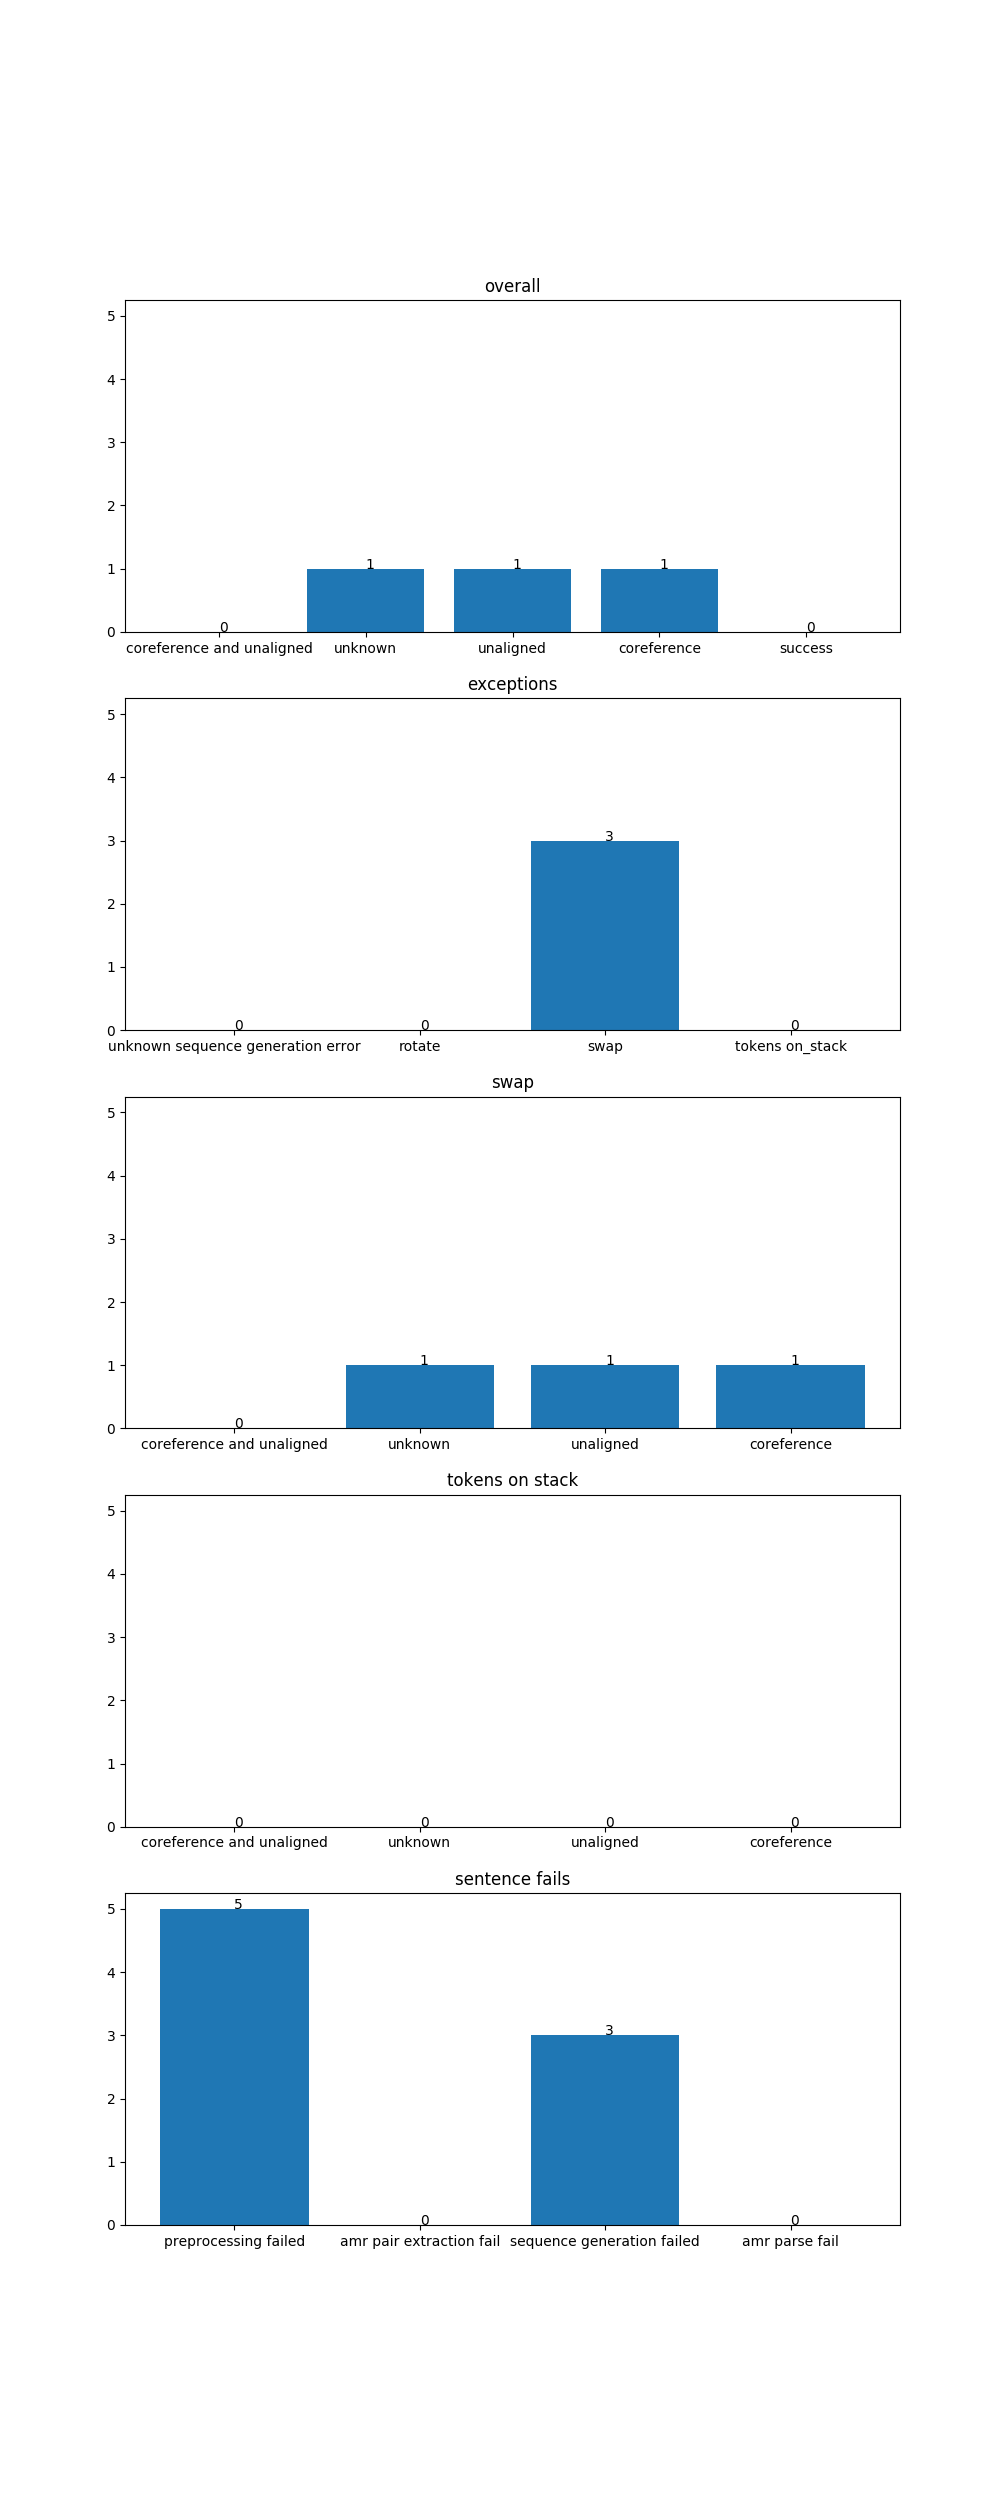 overall
5
4
3
2
1
0
0 1 1 1 0
coreference and unaligned unknown unaligned coreference success
exceptions
5
4
3
2
1
0
0 0 3 0
unknown sequence generation error rotate swap tokens on_stack
swap
5
4
3
2
1
0
0 1 1 1
coreference and unaligned unknown unaligned coreference
tokens on stack
5
4
3
2
1
0
0 0 0 0
coreference and unaligned unknown unaligned coreference
sentence fails
5
4
3
2
1
0
5 0 3 0
preprocessing failed amr pair extraction fail sequence generation failed amr parse fail